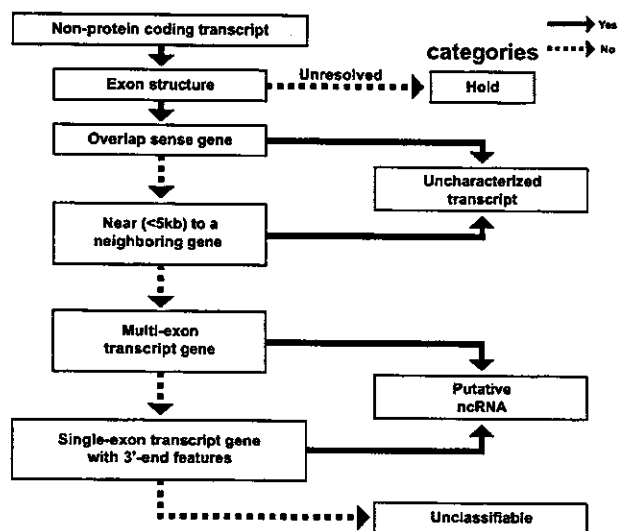 Non-protein coding transcript
Yes
No
categories
Exon structure
Unresolved
Hold
Overlap sense gene
Uncharacterized
transcript
Near (<5kb) to a
neighboring gene
Multi-exon
transcript gene
Putative
ncRNA
Single-exon transcript gene
with 3'-end features
Unclassifiable